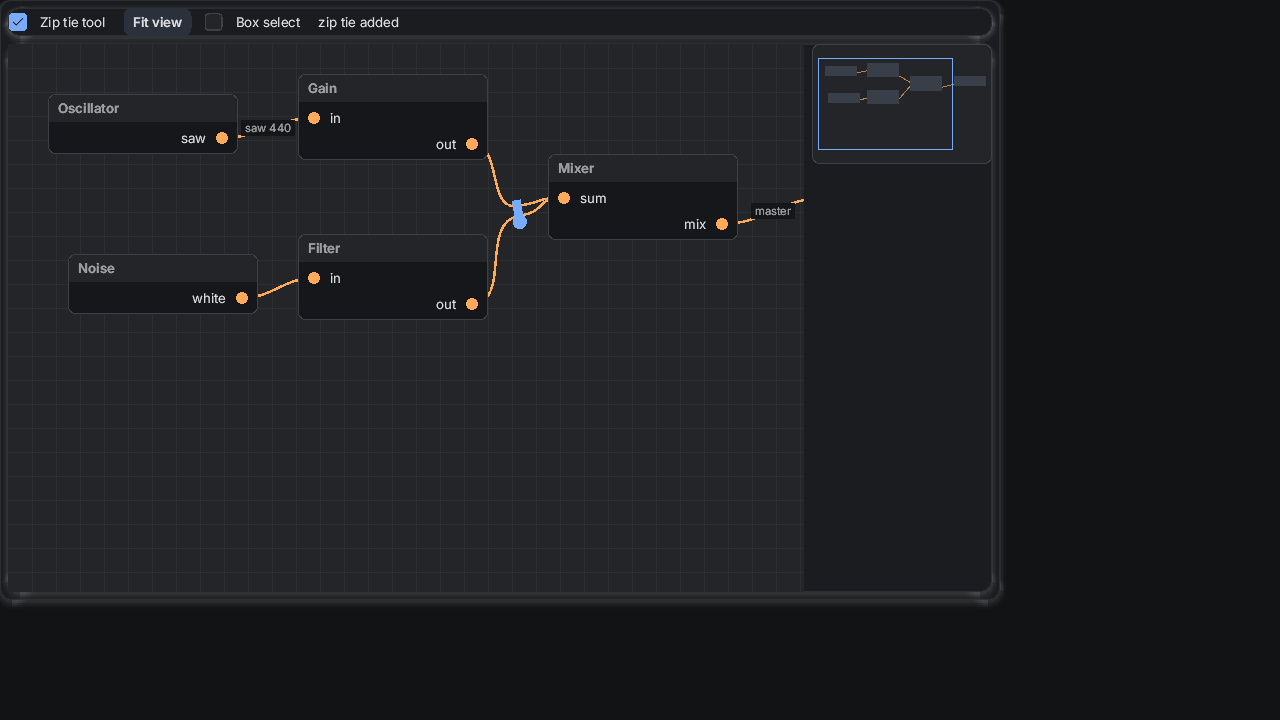 Zip tie tool
Fit view
Box select
zip tie added
Oscillator
saw
saw 440
Gain
in
out
Mixer
sum
mix
master
Noise
white
Filter
in
out